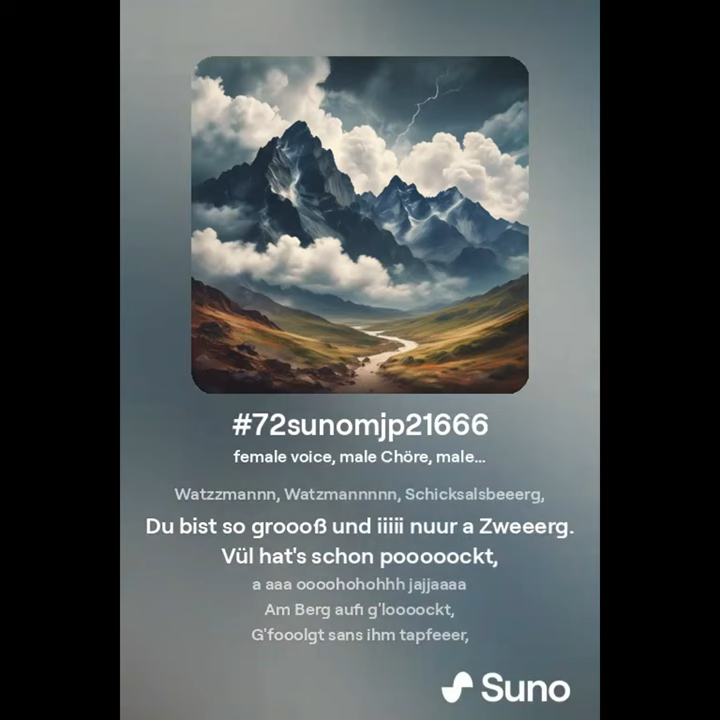 #72sunomjp21666
female voice, male Chöre, male...
Watzzmannn, Watzmannnnn, Schicksalsbeeerg,
Du bist so groooß und iiiii nuur a Zweeerg.
Vül hat's schon pooooockt,
a aaa oooohohohhh jajjaaaa
Am Berg aufi g'loooockt,
G'fooolgt sans ihm tapfeeer,
Suno